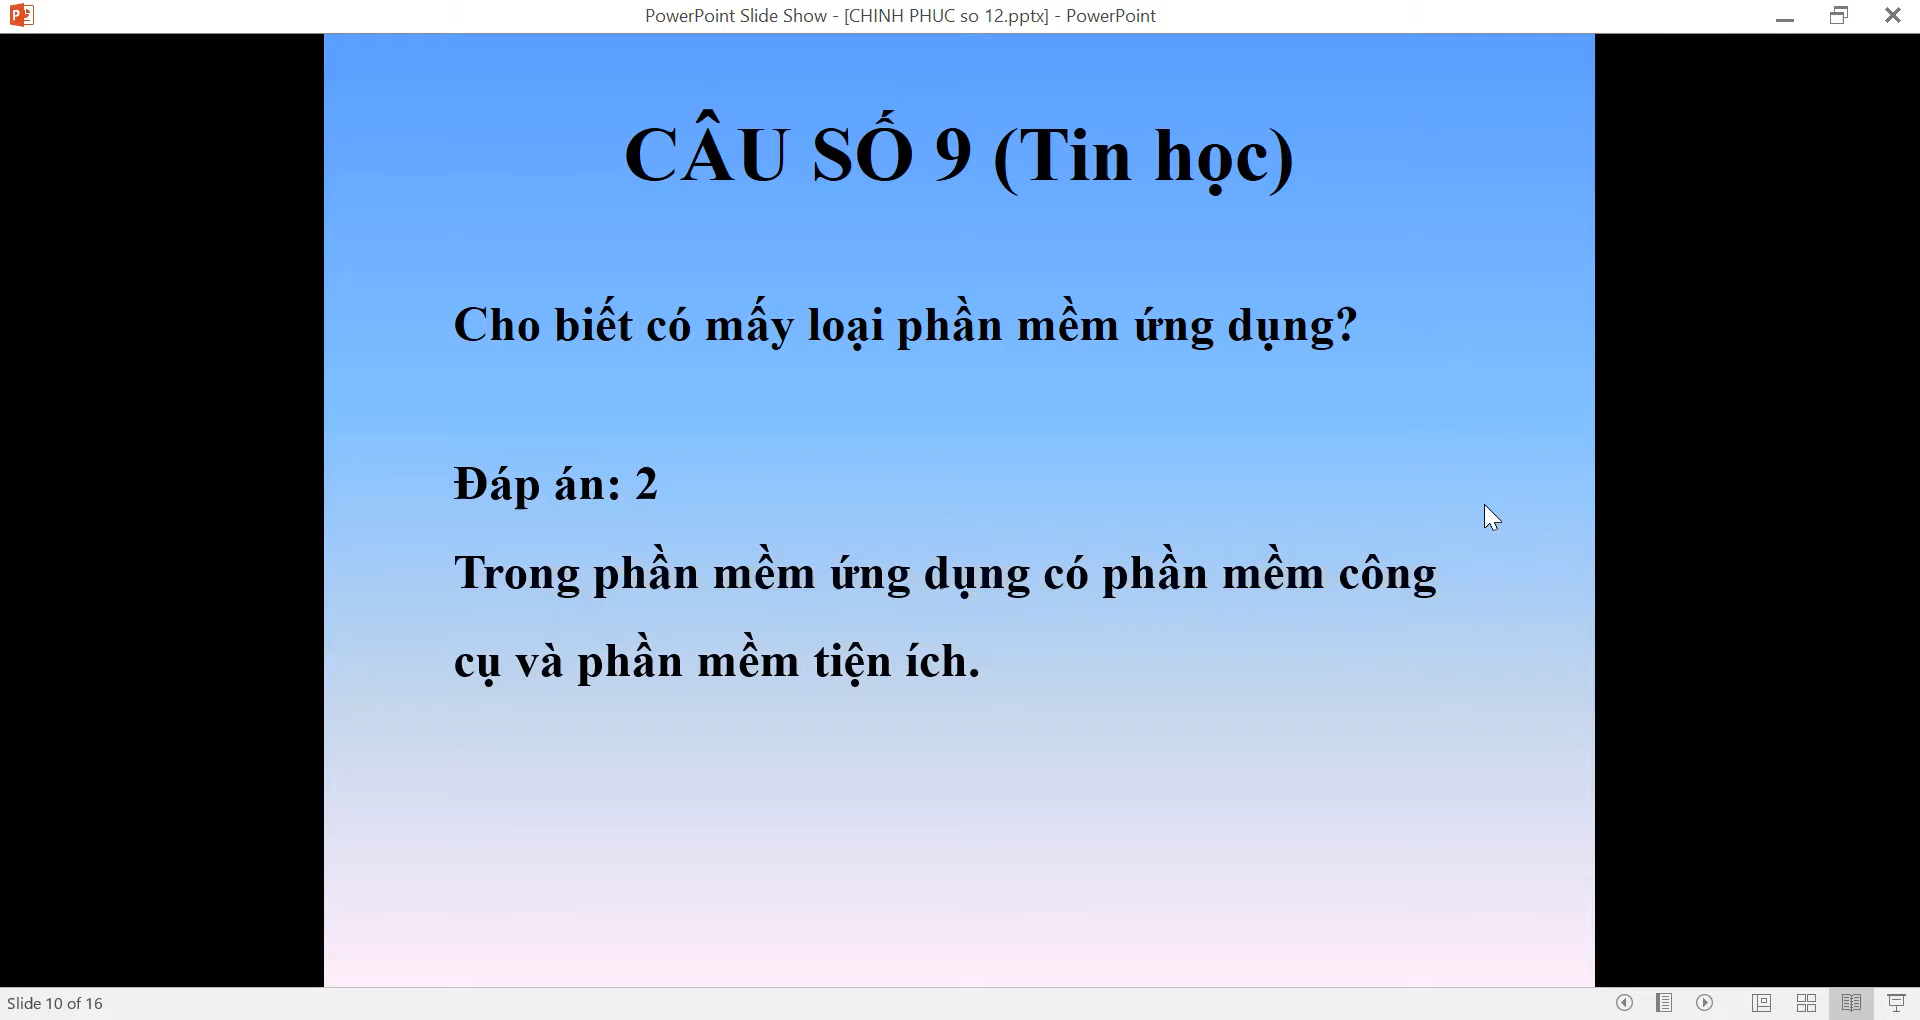 PowerPoint Slide Show - [CHINH PHUC so 12.pptx] - PowerPoint
CÂU SỐ 9 (Tin học)
Cho biết có mấy loại phần mềm ứng dụng?
Đáp án: 2
Trong phần mềm ứng dụng có phần mềm công
cụ và phần mềm tiện ích.
Slide 10 of 16